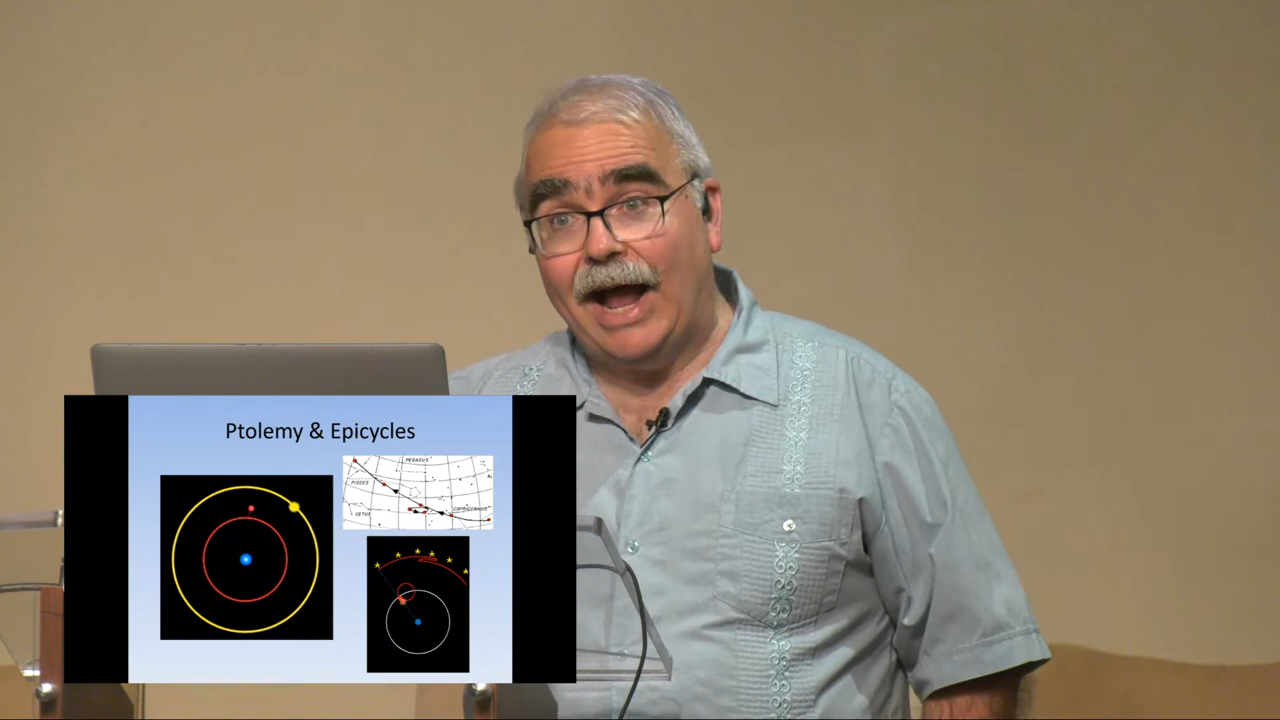 Ptolemy & Epicycles
PEGASUS
PISCES
CETUS
CAPRICORNUS